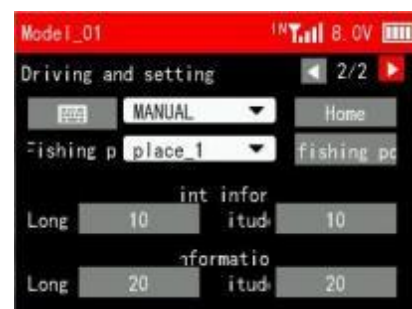 Model_01 8.0V
Driving and setting 2/2
MANUAL Home
Fishing p place_1 fishing po
int infor
Long 10 itud 10
nformatio
Long 20 itud 20